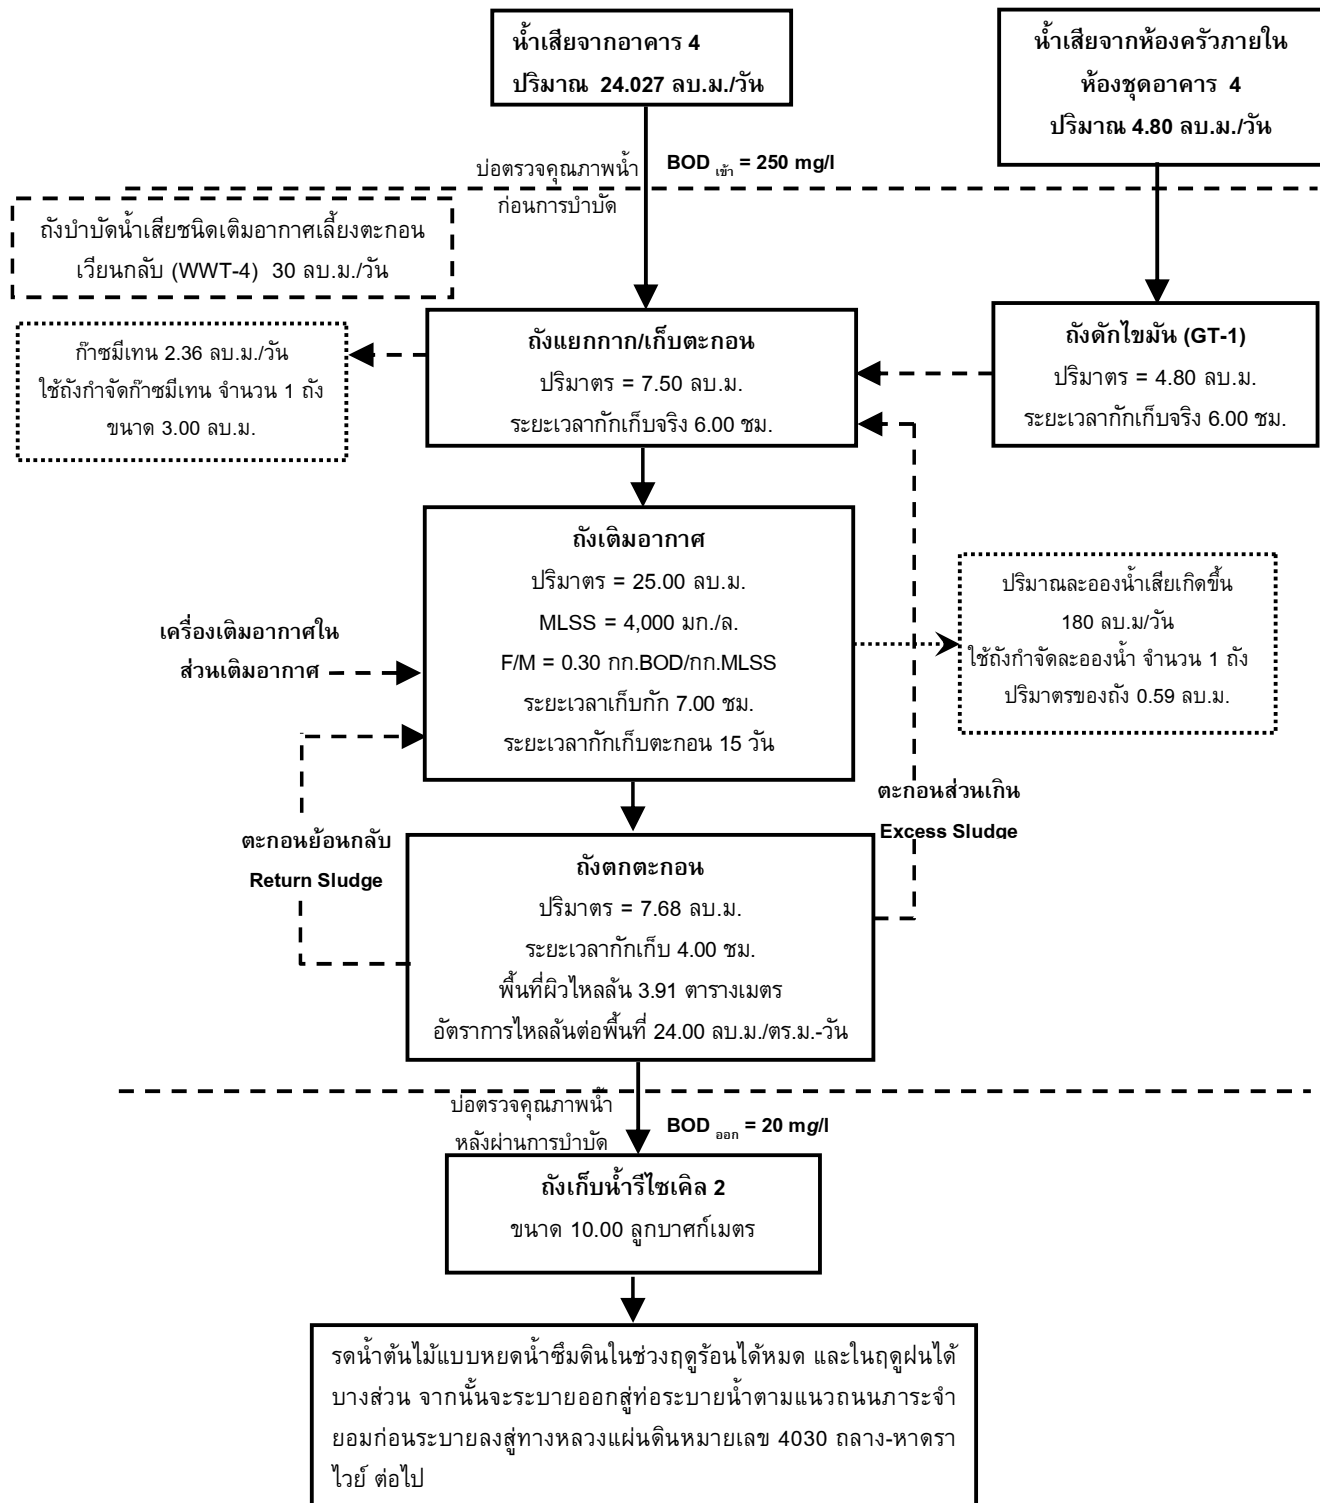 น้ำเสียจากอาคาร 4
ปริมาณ 24.027 ลบ.ม./วัน
น้ำเสียจากห้องครัวภายใน
ห้องชุดอาคาร 4
ปริมาณ 4.80 ลบ.ม./วัน
บ่อตรวจคุณภาพน้ำ
ก่อนการบำบัด
BOD เข้า = 250 mg/l
ถังบำบัดน้ำเสียชนิดเติมอากาศเลี้ยงตะกอน
เวียนกลับ (WWT-4) 30 ลบ.ม./วัน
ก๊าซมีเทน 2.36 ลบ.ม./วัน
ใช้ถังกำจัดก๊าซมีเทน จำนวน 1 ถัง
ขนาด 3.00 ลบ.ม.
ถังแยกกาก/เก็บตะกอน
ปริมาตร = 7.50 ลบ.ม.
ระยะเวลากักเก็บจริง 6.00 ชม.
ถังดักไขมัน (GT-1)
ปริมาตร = 4.80 ลบ.ม.
ระยะเวลากักเก็บจริง 6.00 ชม.
ถังเติมอากาศ
ปริมาตร = 25.00 ลบ.ม.
MLSS = 4,000 มก./ล.
F/M = 0.30 กก.BOD/กก.MLSS
ระยะเวลาเก็บกัก 7.00 ชม.
ระยะเวลากักเก็บตะกอน 15 วัน
เครื่องเติมอากาศใน
ส่วนเติมอากาศ
ปริมาณละอองน้ำเสียเกิดขึ้น
180 ลบ.ม/วัน
ใช้ถังกำจัดละอองน้ำ จำนวน 1 ถัง
ปริมาตรของถัง 0.59 ลบ.ม.
ตะกอนย้อนกลับ
Return Sludge
ตะกอนส่วนเกิน
Excess Sludge
ถังตกตะกอน
ปริมาตร = 7.68 ลบ.ม.
ระยะเวลากักเก็บ 4.00 ชม.
พื้นที่ผิวไหลล้น 3.91 ตารางเมตร
อัตราการไหลล้นต่อพื้นที่ 24.00 ลบ.ม./ตร.ม.-วัน
บ่อตรวจคุณภาพน้ำ
หลังผ่านการบำบัด
BOD ออก = 20 mg/l
ถังเก็บน้ำรีไซเคิล 2
ขนาด 10.00 ลูกบาศก์เมตร
รดน้ำต้นไม้แบบหยดน้ำซึมดินในช่วงฤดูร้อนได้หมด และในฤดูฝนได้
บางส่วน จากนั้นจะระบายออกสู่ท่อระบายน้ำตามแนวถนนภาระจำ
ยอมก่อนระบายลงสู่ทางหลวงแผ่นดินหมายเลข 4030 ถลาง-หาดรา
ไวย์ ต่อไป